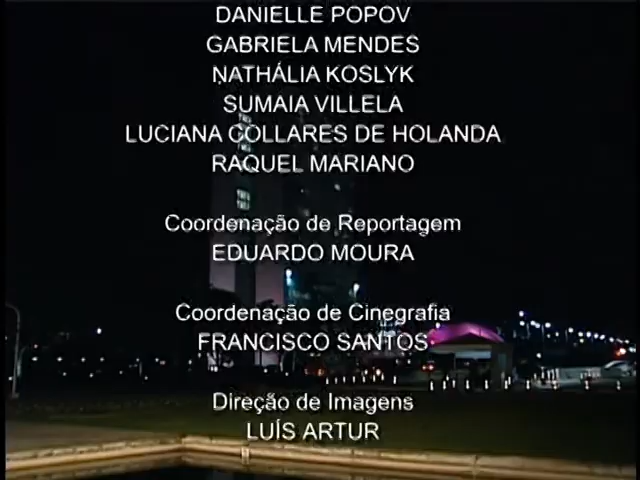 DANIELLE POPOV
GABRIELA MENDES
NATHÁLIA KOSLYK
SUMAIA VILLELA
LUCIANA COLLARES DE HOLANDA
RAQUEL MARIANO
Coordenação de Reportagem
EDUARDO MOURA
Coordenação de Cinegrafia
FRANCISCO SANTOS
Direção de Imagens
LUÍS ARTUR